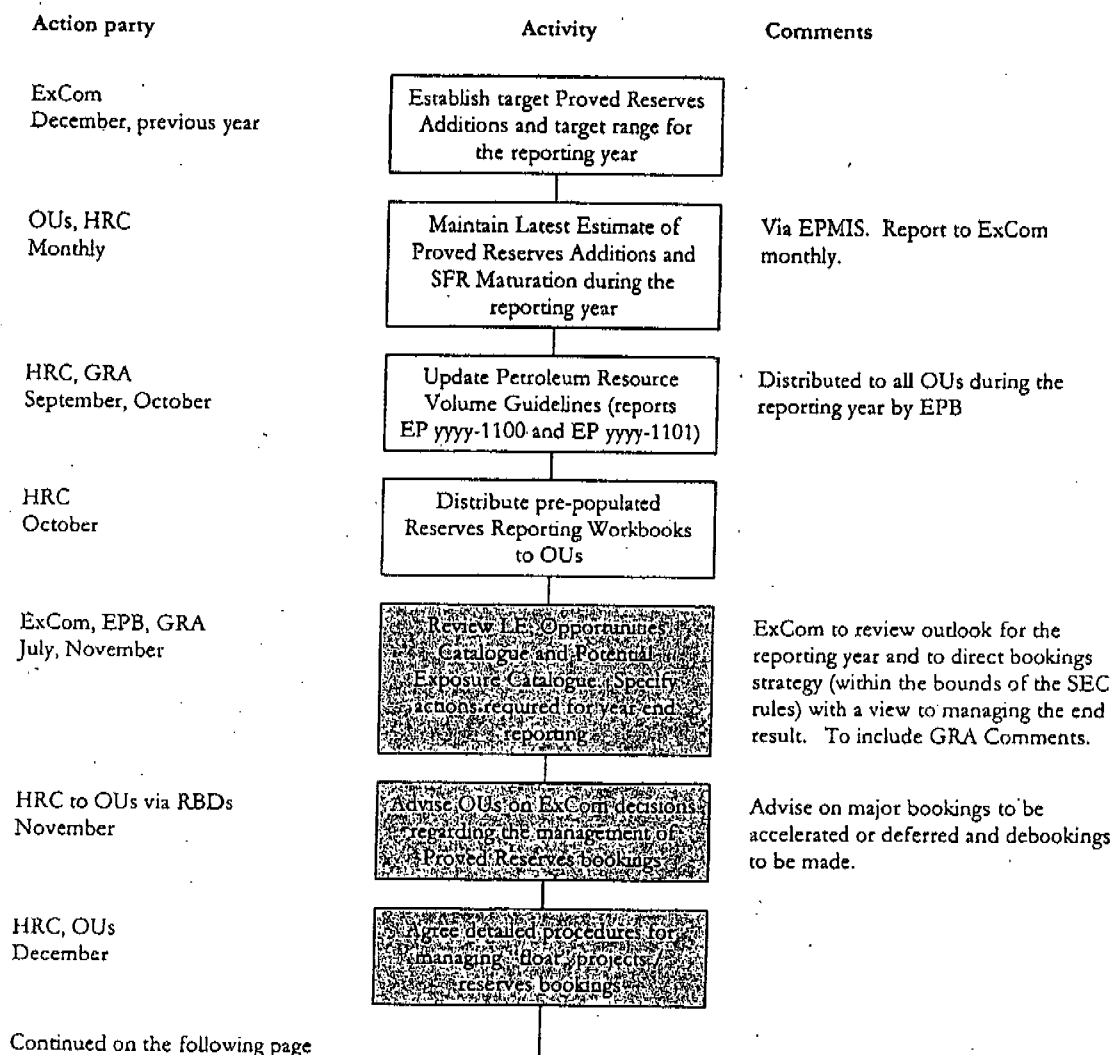 Action party
Activity
Comments
ExCom
December, previous year
Establish target Proved Reserves
Additions and target range for
the reporting year
OUs, HRC
Monthly
Maintain Latest Estimate of
Proved Reserves Additions and
SFR Maturation during the
reporting year
Via EPMIS. Report to ExCom
monthly.
HRC, GRA
September, October
Update Petroleum Resource
Volume Guidelines (reports
EP yyyy-1100 and EP yyyy-1101)
Distributed to all OUs during the
reporting year by EPB
HRC
October
Distribute pre-populated
Reserves Reporting Workbooks
to OUs
ExCom, EPB, GRA
July, November
Review LE, Opportunities
Catalogue and Potential
Exposure Catalogue. Specify
actions required for year end
reporting
ExCom to review outlook for the
reporting year and to direct bookings
strategy (within the bounds of the SEC
rules) with a view to managing the end
result. To include GRA Comments.
HRC to OUs via RBDs
November
Advise OUs on ExCom decisions
regarding the management of
Proved Reserves bookings
Advise on major bookings to be
accelerated or deferred and debookings
to be made.
HRC, OUs
December
Agree detailed procedures for
managing "float" projects /
reserves bookings
Continued on the following page